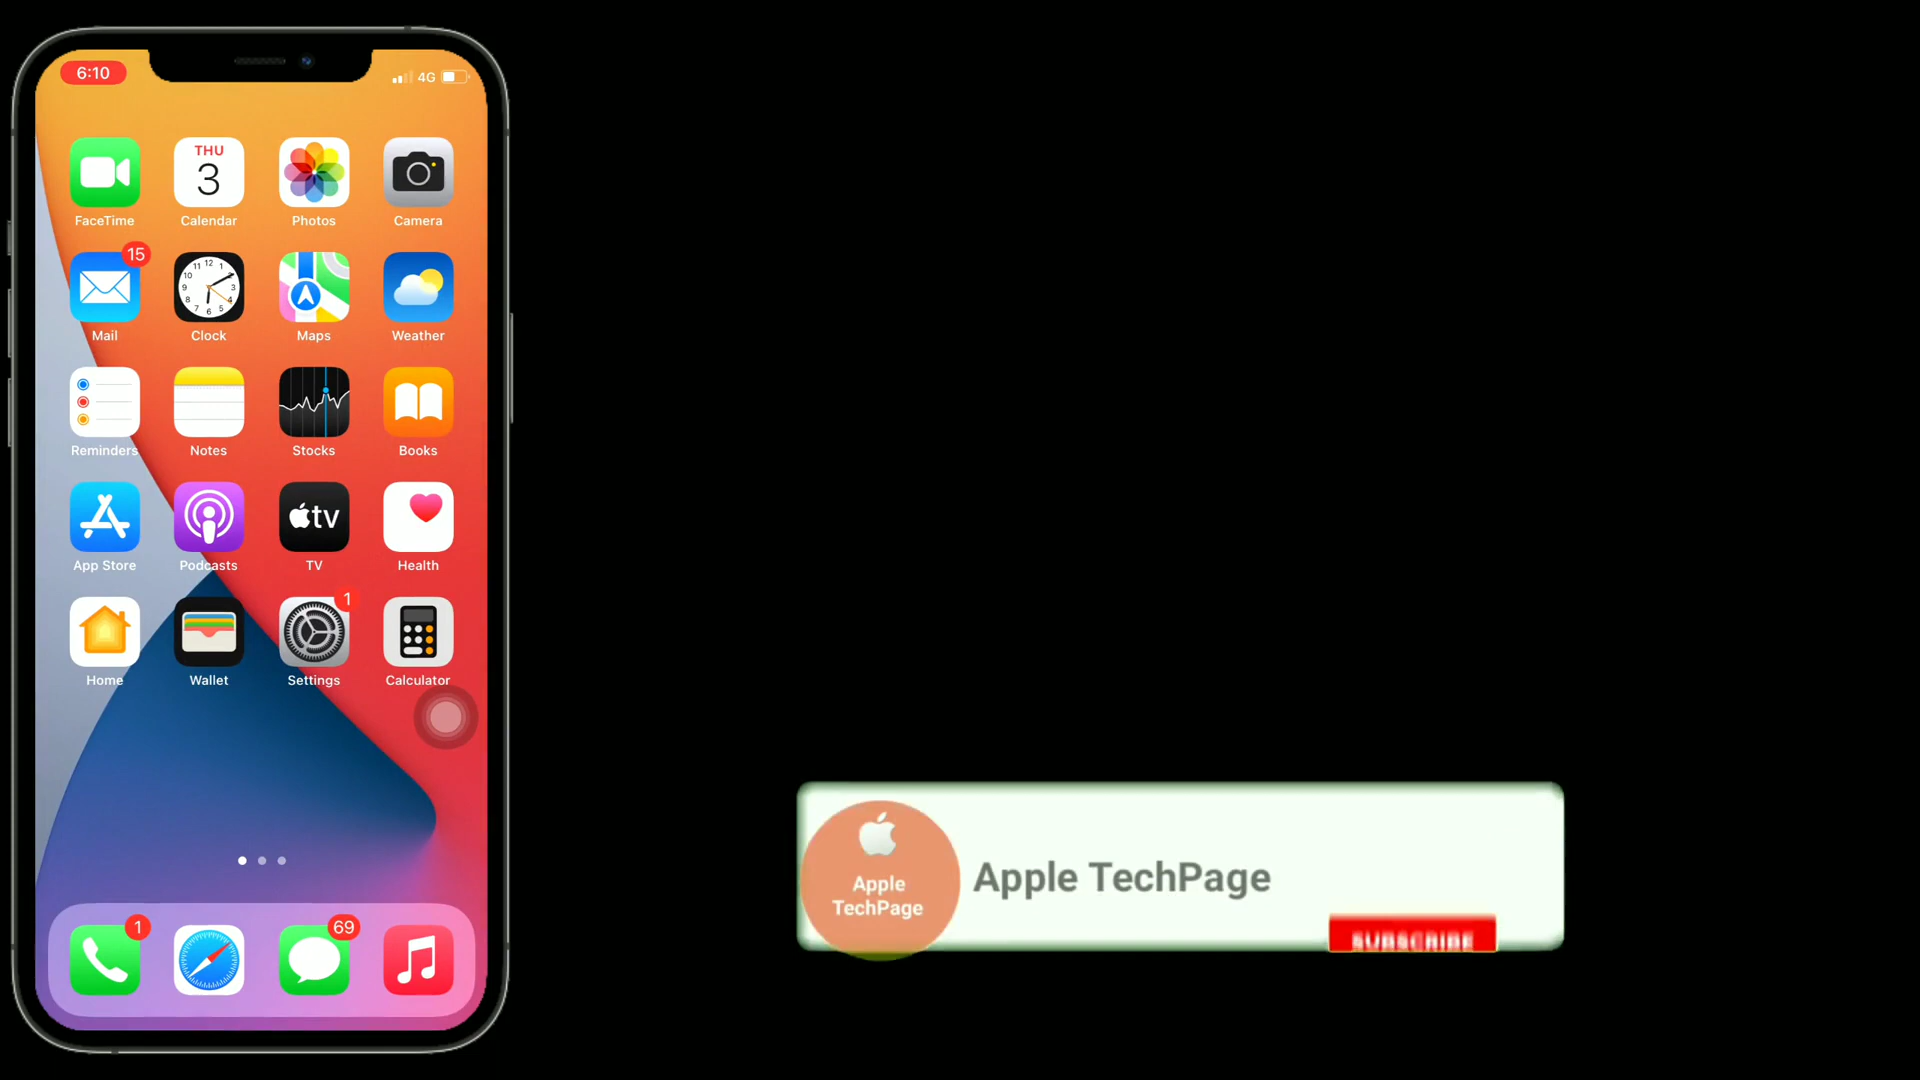 6:10
4G
THU
3
FaceTime
Calendar
Photos
Camera
15
Mail
Clock
Maps
Weather
Reminders
Notes
Stocks
Books
tv
App Store
Podcasts
TV
Health
1
Home
Wallet
Settings
Calculator
1
69
Apple
TechPage
Apple TechPage
SUBSCRIBE